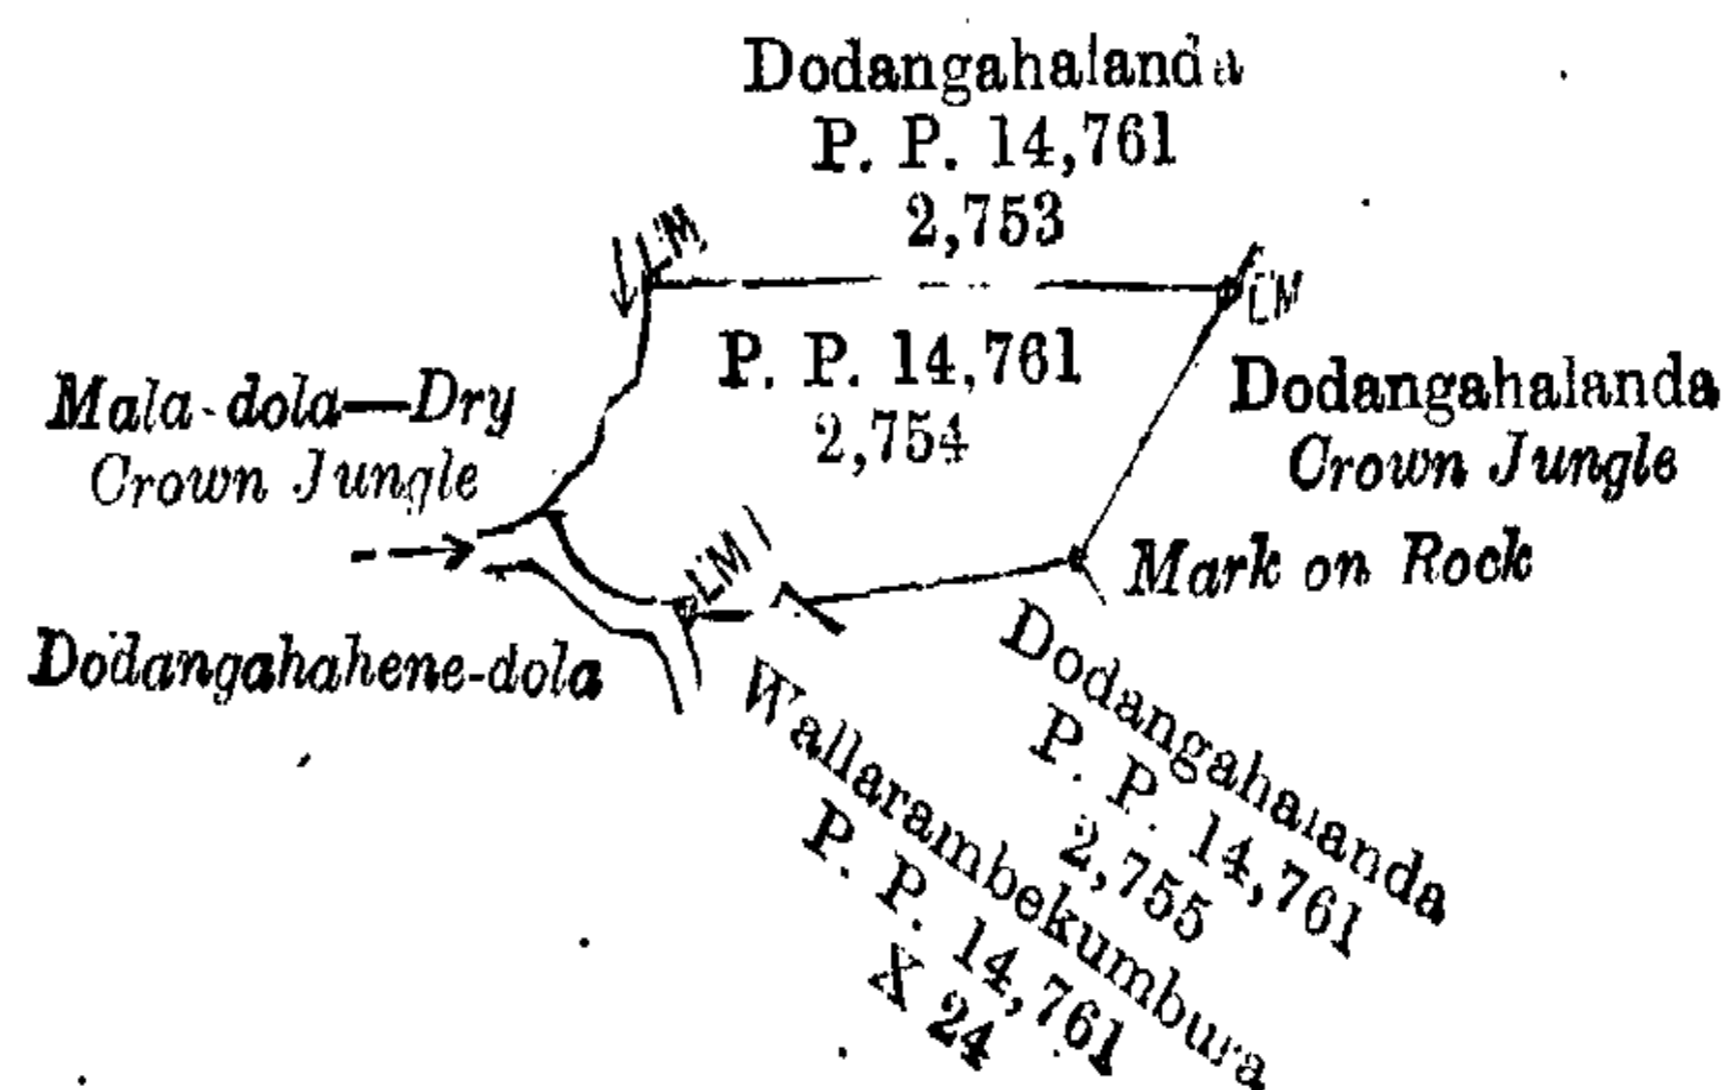 Dodangahalanda
P. P. 14,761
2,753
LM
LM
P. P. 14,761
2,754
Mala-dola—Dry
Crown Jungle
Dodangahalanda
Crown Jungle
Mark on Rock
LM
Dodangahahene-dola
Wallarambekumbura
P. P. 14,761
X 24
Dodangahalanda
P. P. 14,761
2,755